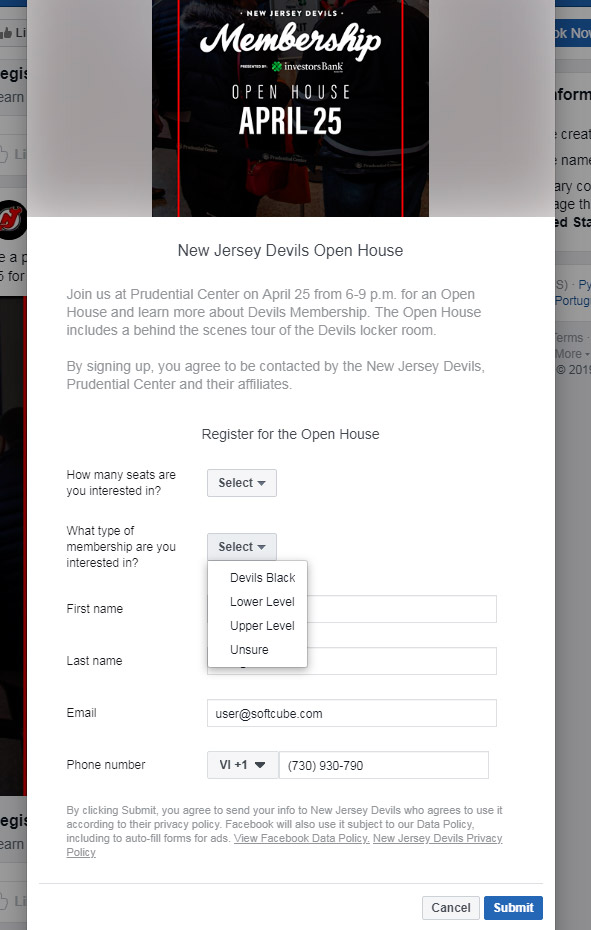 · NEW JERSEY DEVILS ·
Membership
PRESENTED BY: investorsBank
OPEN HOUSE
APRIL 25
New Jersey Devils Open House
Join us at Prudential Center on April 25 from 6-9 p.m. for an Open
House and learn more about Devils Membership. The Open House
includes a behind the scenes tour of the Devils locker room.
By signing up, you agree to be contacted by the New Jersey Devils,
Prudential Center and their affiliates.
Register for the Open House
How many seats are
you interested in?
Select
What type of
membership are you
interested in?
Select
Devils Black
Lower Level
Upper Level
Unsure
First name
Last name
Email
user@softcube.com
Phone number
VI +1
(730) 930-790
By clicking Submit, you agree to send your info to New Jersey Devils who agrees to use it
according to their privacy policy. Facebook will also use it subject to our Data Policy,
including to auto-fill forms for ads. View Facebook Data Policy. New Jersey Devils Privacy
Policy
Cancel
Submit